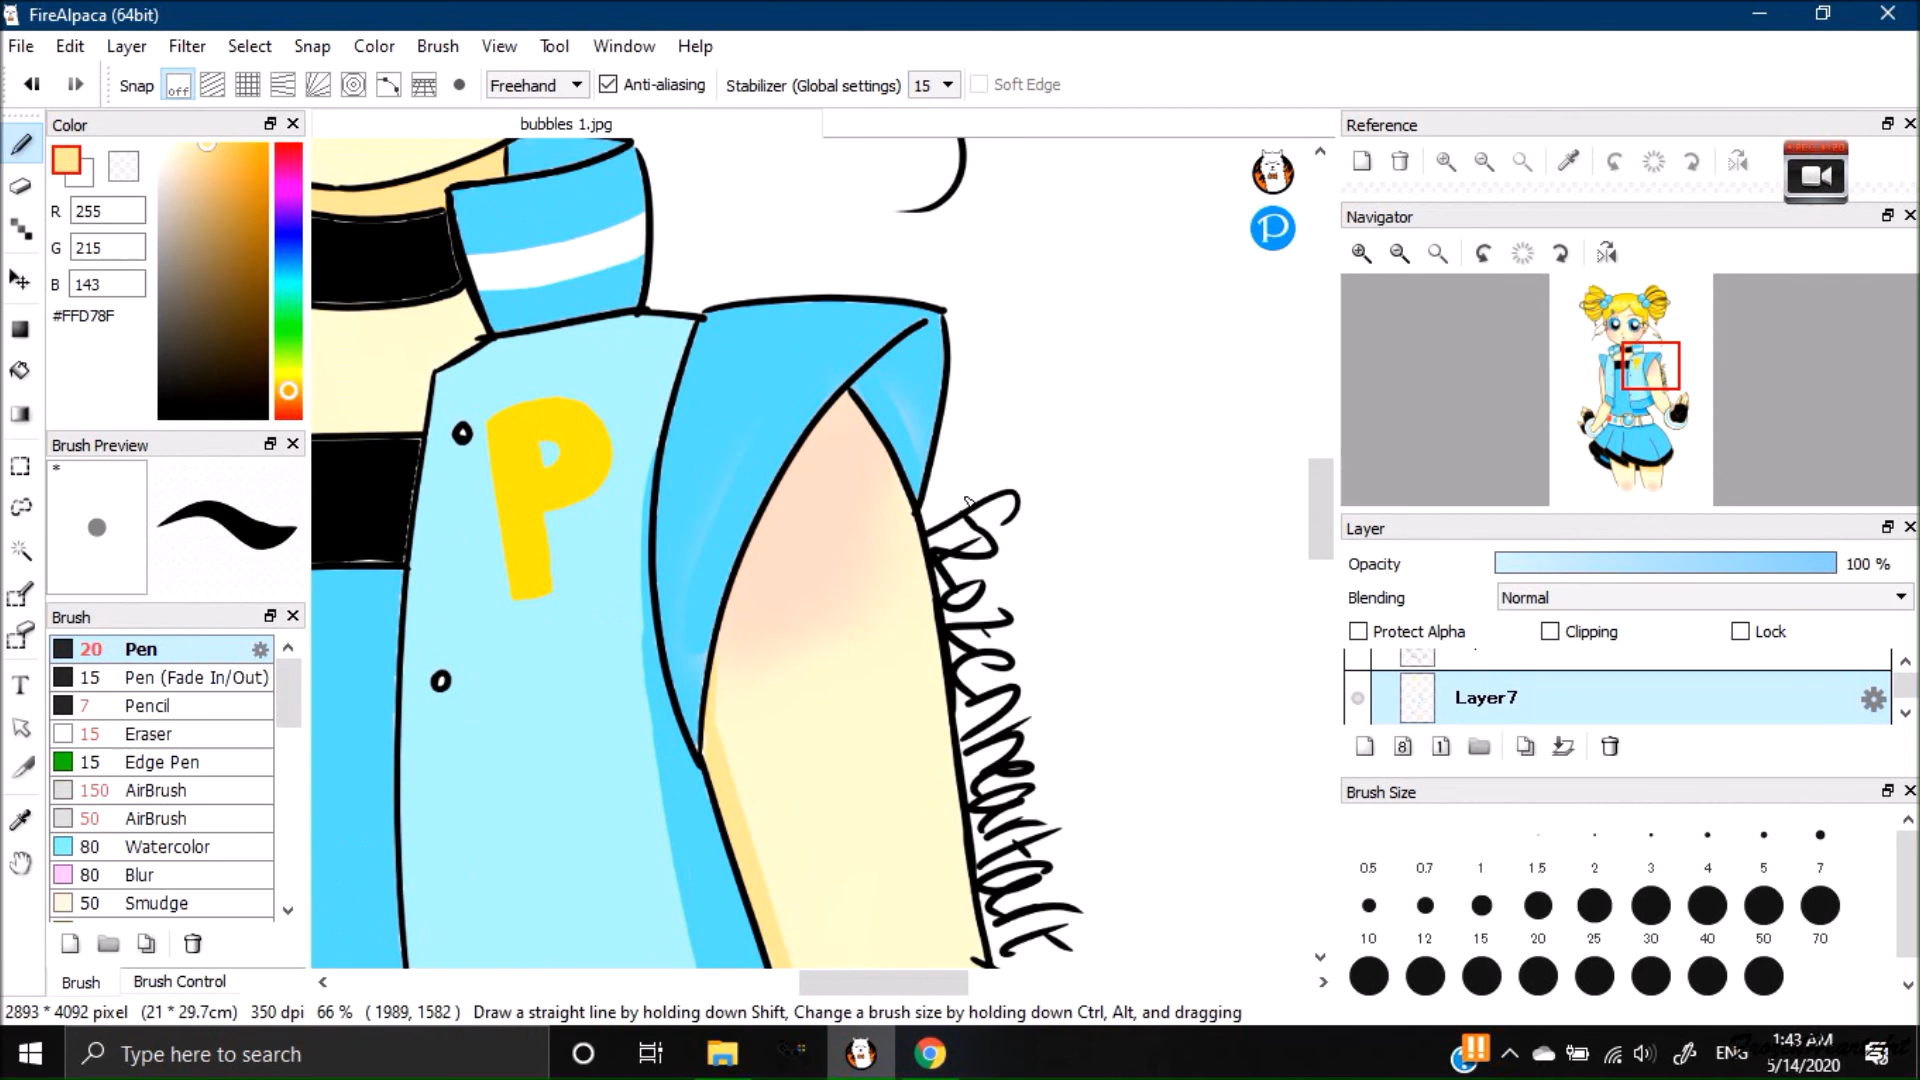 FireAlpaca (64bit)
File Edit Layer Filter Select Snap Color Brush View Tool Window Help
Snap off Freehand Anti-aliasing Stabilizer (Global settings) 15 Soft Edge
Color
bubbles 1.jpg
Reference
R 255
G 215
B 143
#FFD78F
Navigator
P
P
Brush Preview
*
Layer
Opacity 100 %
Blending Normal
Protect Alpha Clipping Lock
Layer7
8 1
Brush
20 Pen
15 Pen (Fade In/Out)
7 Pencil
15 Eraser
15 Edge Pen
150 AirBrush
50 AirBrush
80 Watercolor
80 Blur
50 Smudge
T
Brush Size
0.5 0.7 1 1.5 2 3 4 5 7
10 12 15 20 25 30 40 50 70
Brush Brush Control
2893 * 4092 pixel (21 * 29.7cm) 350 dpi 66 % ( 1989, 1582 ) Draw a straight line by holding down Shift, Change a brush size by holding down Ctrl, Alt, and dragging
Type here to search
ENG
1:43 AM
5/14/2020